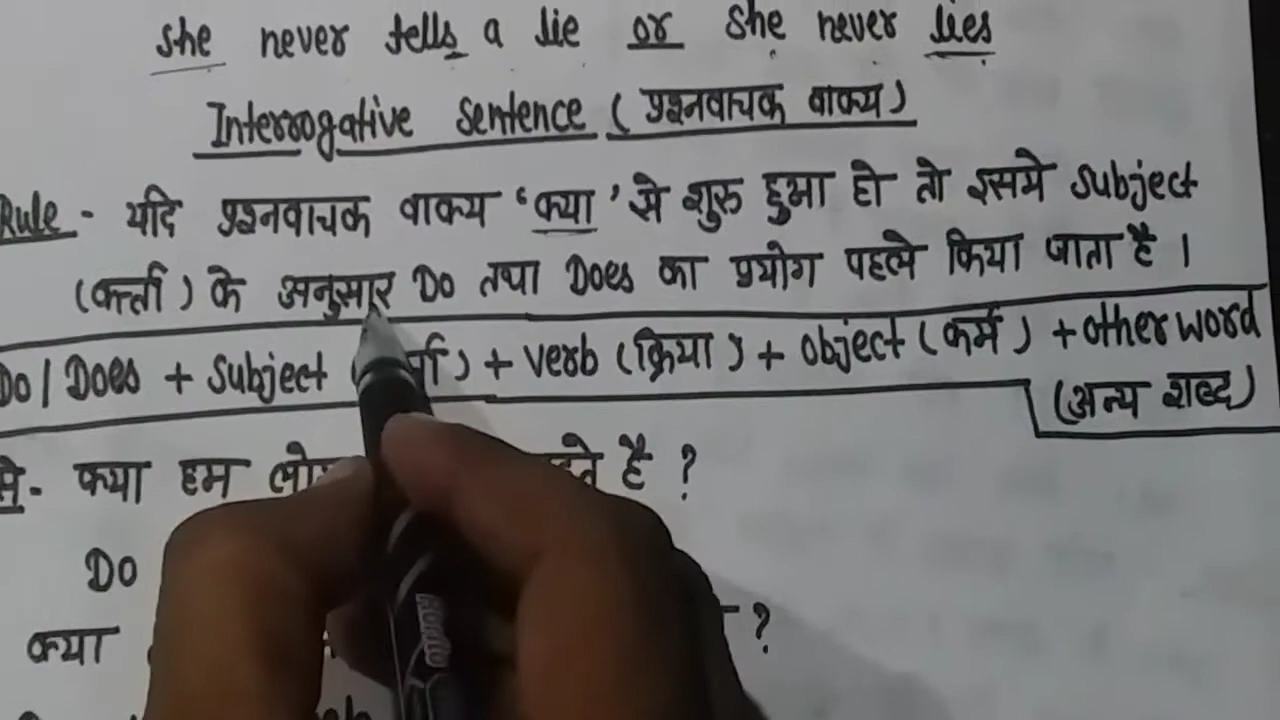 she never tells a lie or she never lies
Interrogative sentence ( प्रश्नवाचक वाक्य )
Rule - यदि प्रश्नवाचक वाक्य 'क्या' से शुरु हुआ हो तो इसमे subject
(कर्त्ता) के अनुसार Do तथा Does का प्रयोग पहले किया जाता है ।
Do / Does + subject + verb (क्रिया) + object (कर्म) + other word
(अन्य शब्द)
क्या हम है ?
Do
क्या ?